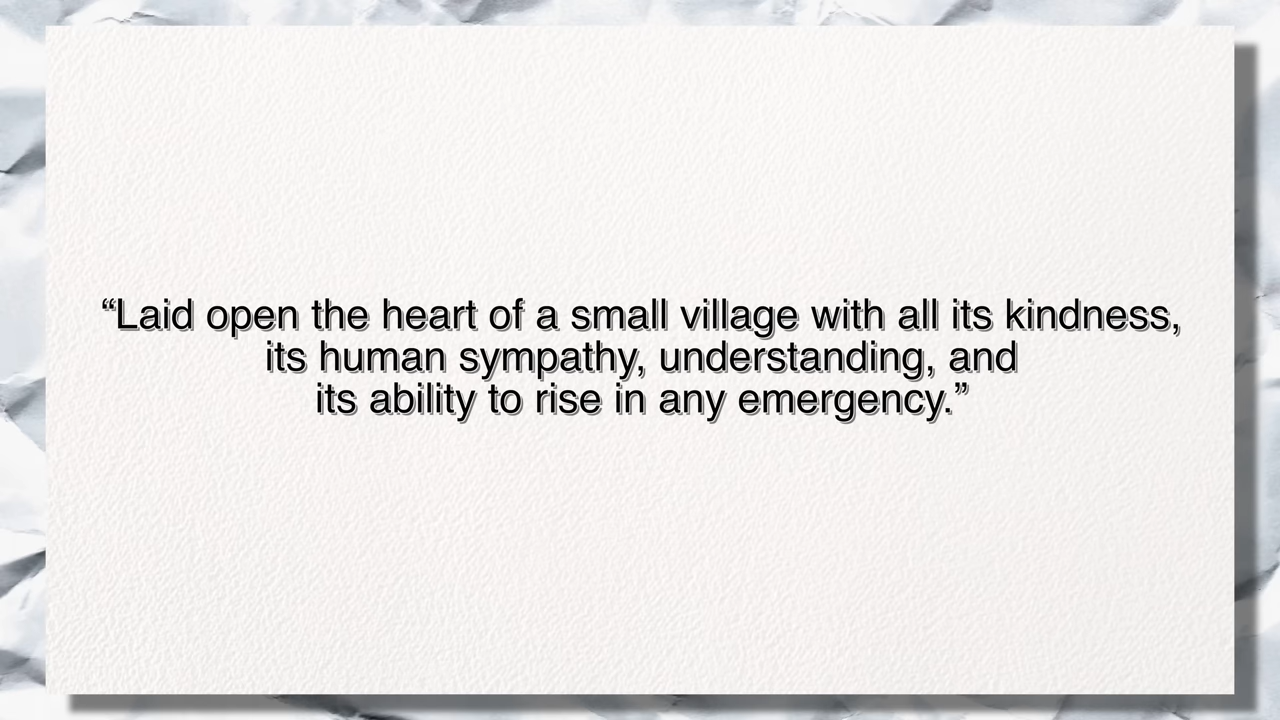 “Laid open the heart of a small village with all its kindness,
its human sympathy, understanding, and
its ability to rise in any emergency.”